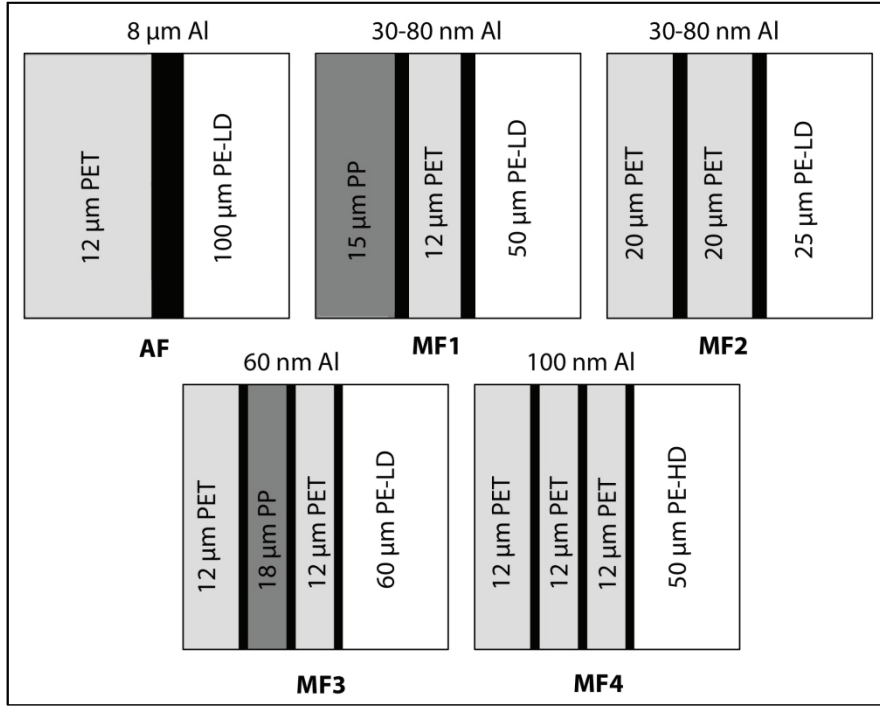 8 µm Al
30-80 nm Al
30-80 nm Al
12 µm PET
100 µm PE-LD
15 µm PP
12 µm PET
50 µm PE-LD
20 µm PET
20 µm PET
25 µm PE-LD
AF
MF1
MF2
60 nm Al
100 nm Al
12 µm PET
18 µm PP
12 µm PET
60 µm PE-LD
12 µm PET
12 µm PET
12 µm PET
50 µm PE-HD
MF3
MF4